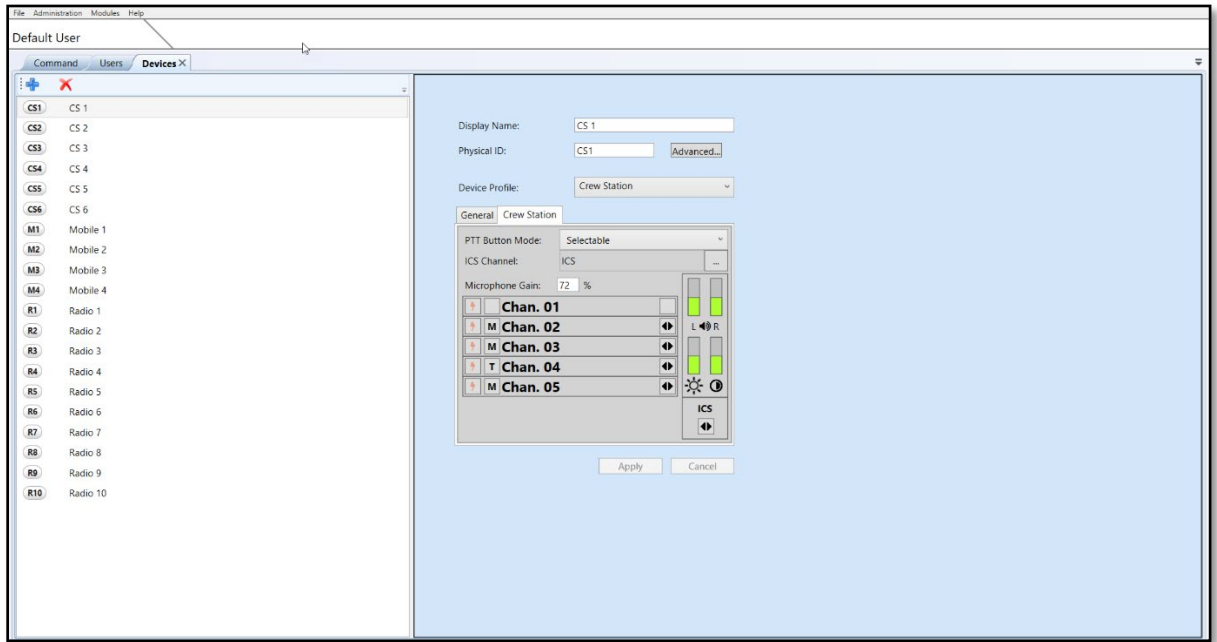 File Administration Modules Help
Default User
Command Users Devices
CS1 CS 1
CS2 CS 2
CS3 CS 3
CS4 CS 4
CS5 CS 5
CS6 CS 6
M1 Mobile 1
M2 Mobile 2
M3 Mobile 3
M4 Mobile 4
R1 Radio 1
R2 Radio 2
R3 Radio 3
R4 Radio 4
R5 Radio 5
R6 Radio 6
R7 Radio 7
R8 Radio 8
R9 Radio 9
R10 Radio 10
Display Name: CS 1
Physical ID: CS1 Advanced...
Device Profile: Crew Station
General Crew Station
PTT Button Mode: Selectable
ICS Channel: ICS ...
Microphone Gain: 72 %
Chan. 01
M Chan. 02
M Chan. 03
T Chan. 04
M Chan. 05
L R
ICS
Apply Cancel